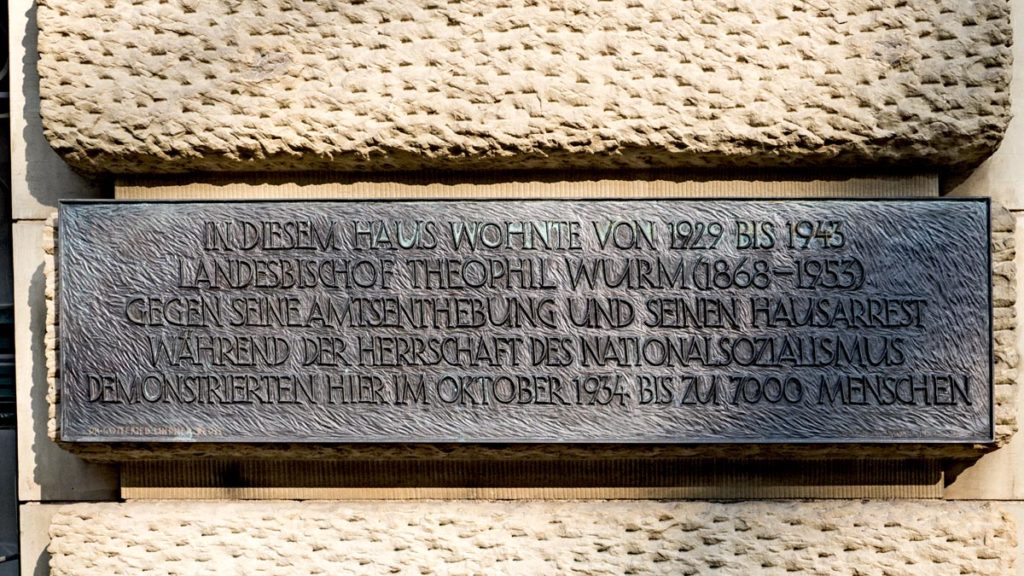 IN DIESEM HAUS WOHNTE VON 1929 BIS 1943
LANDESBISCHOF THEOPHIL WURM (1868–1953)
GEGEN SEINE AMTSENTHEBUNG UND SEINEN HAUSARREST
WÄHREND DER HERRSCHAFT DES NATIONALSOZIALISMUS
DEMONSTRIERTEN HIER IM OKTOBER 1934 BIS ZU 7000 MENSCHEN